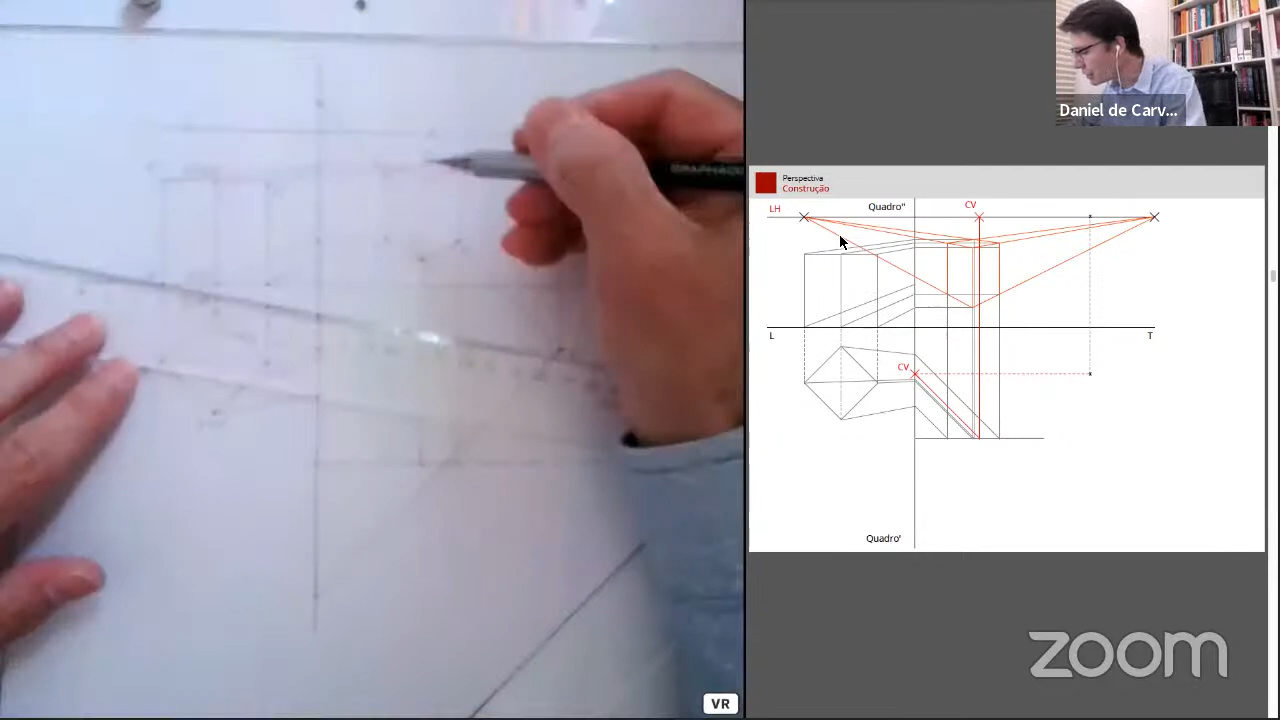 Daniel de Carv...
Perspectiva
Construção
LH
Quadro"
CV
L
T
CV
Quadro'
zoom
VR